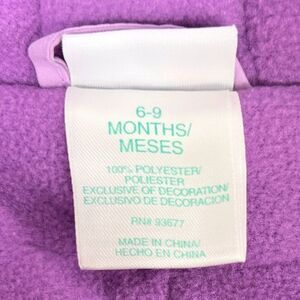 6-9
MONTHS/
MESES
100% POLYESTER/
POLIESTER
EXCLUSIVE OF DECORATION/
EXCLUSIVO DE DECORACION
RN# 93677
MADE IN CHINA/
HECHO EN CHINA